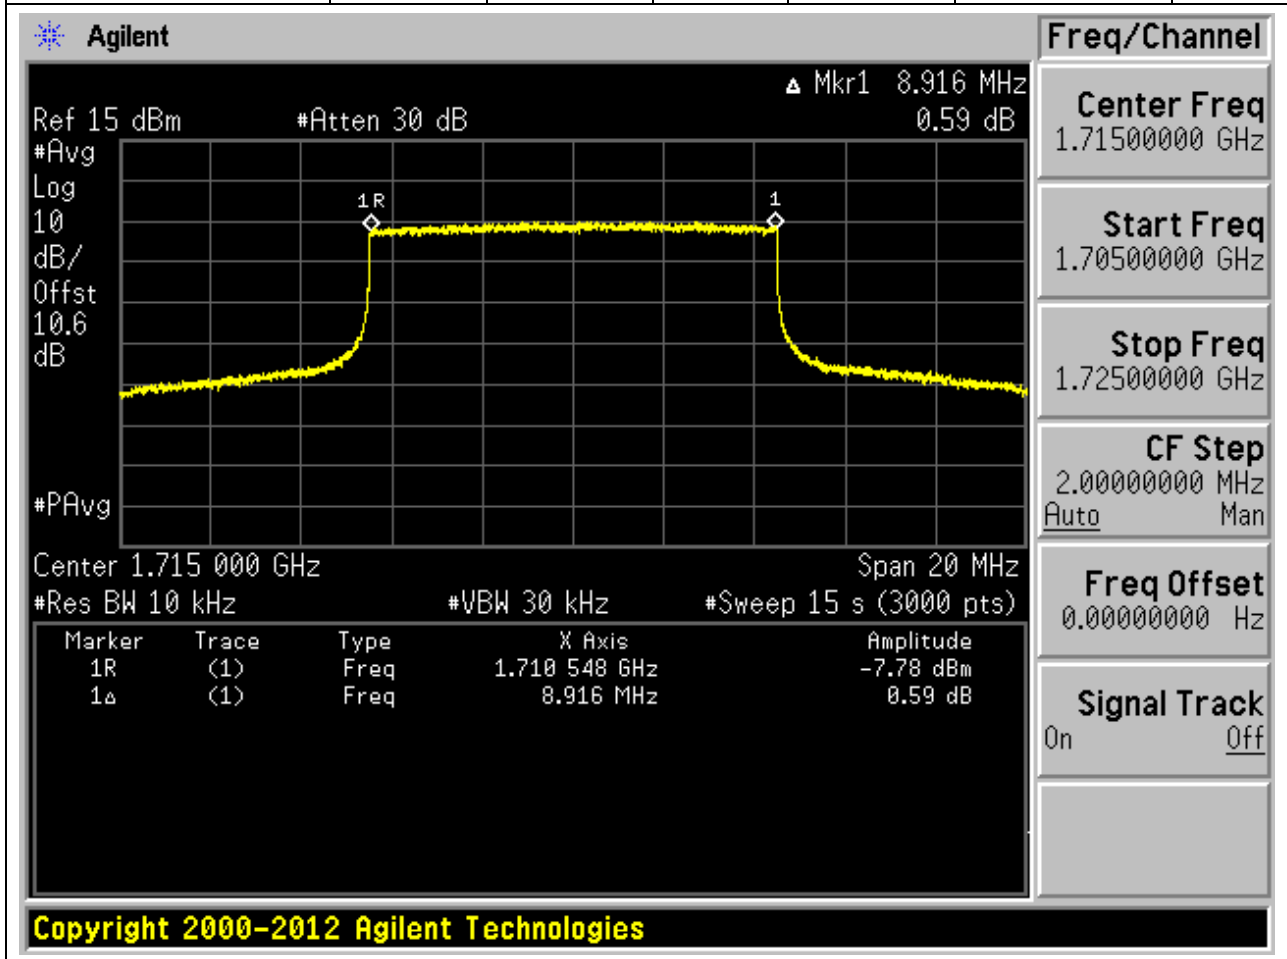 Agilent
Freq/Channel
Δ Mkr1 8.916 MHz
Ref 15 dBm #Atten 30 dB 0.59 dB
#Avg
Log
10
dB/
Offst
10.6
dB
1R
1
#PAvg
Center 1.715 000 GHz Span 20 MHz
#Res BW 10 kHz #VBW 30 kHz #Sweep 15 s (3000 pts)
Marker Trace Type X Axis Amplitude
1R (1) Freq 1.710 548 GHz -7.78 dBm
1Δ (1) Freq 8.916 MHz 0.59 dB
Center Freq
1.71500000 GHz
Start Freq
1.70500000 GHz
Stop Freq
1.72500000 GHz
CF Step
2.00000000 MHz
Auto Man
Freq Offset
0.00000000 Hz
Signal Track
On Off
Copyright 2000-2012 Agilent Technologies